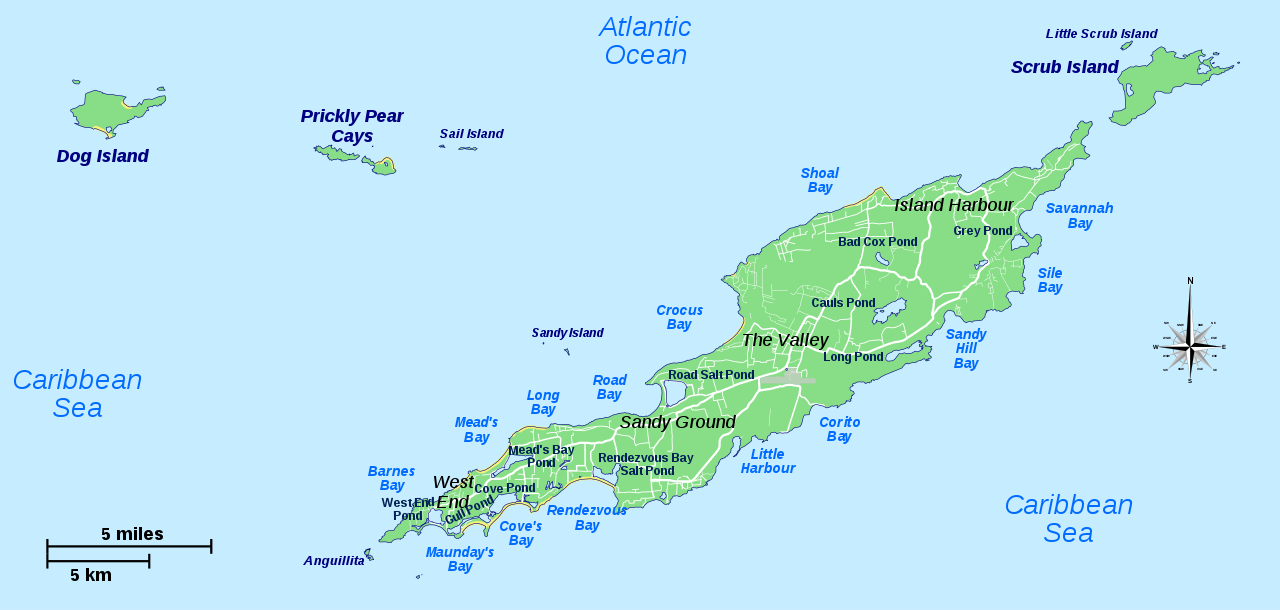 Atlantic
Ocean
Little Scrub Island
Scrub Island
Prickly Pear
Cays
Sail Island
Dog Island
Shoal
Bay
Island Harbour
Savannah
Bay
Grey Pond
Bad Cox Pond
Sile
Bay
N
W
E
S
Cauls Pond
Crocus
Bay
Sandy Island
The Valley
Sandy
Hill
Bay
Long Pond
Caribbean
Sea
Road Salt Pond
Road
Bay
Long
Bay
Mead's
Bay
Sandy Ground
Corito
Bay
Mead's Bay
Pond
Rendezvous Bay
Salt Pond
Little
Harbour
Barnes
Bay
West
End
Cove Pond
West End
Pond
Gull Pond
Rendezvous
Bay
Cove's
Bay
Caribbean
Sea
Maunday's
Bay
Anguillita
5 miles
5 km